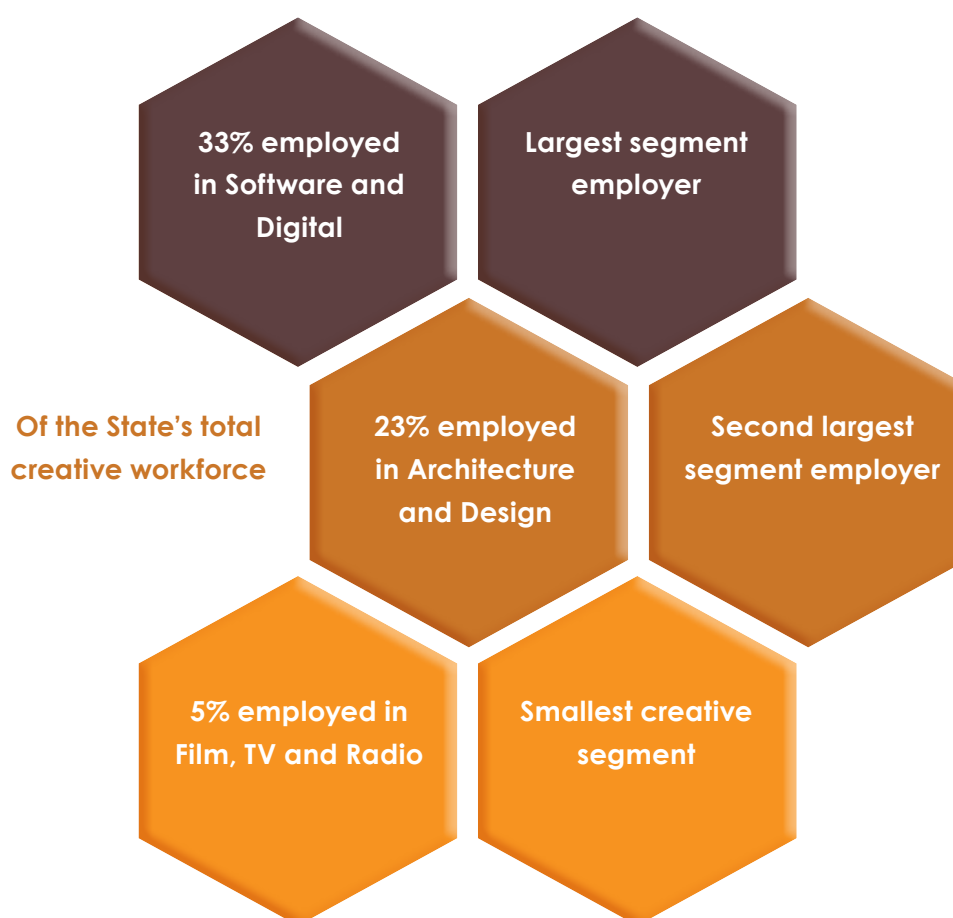 33% employed
in Software and
Digital
Largest segment
employer
Of the State’s total
creative workforce
23% employed
in Architecture
and Design
Second largest
segment employer
5% employed in
Film, TV and Radio
Smallest creative
segment